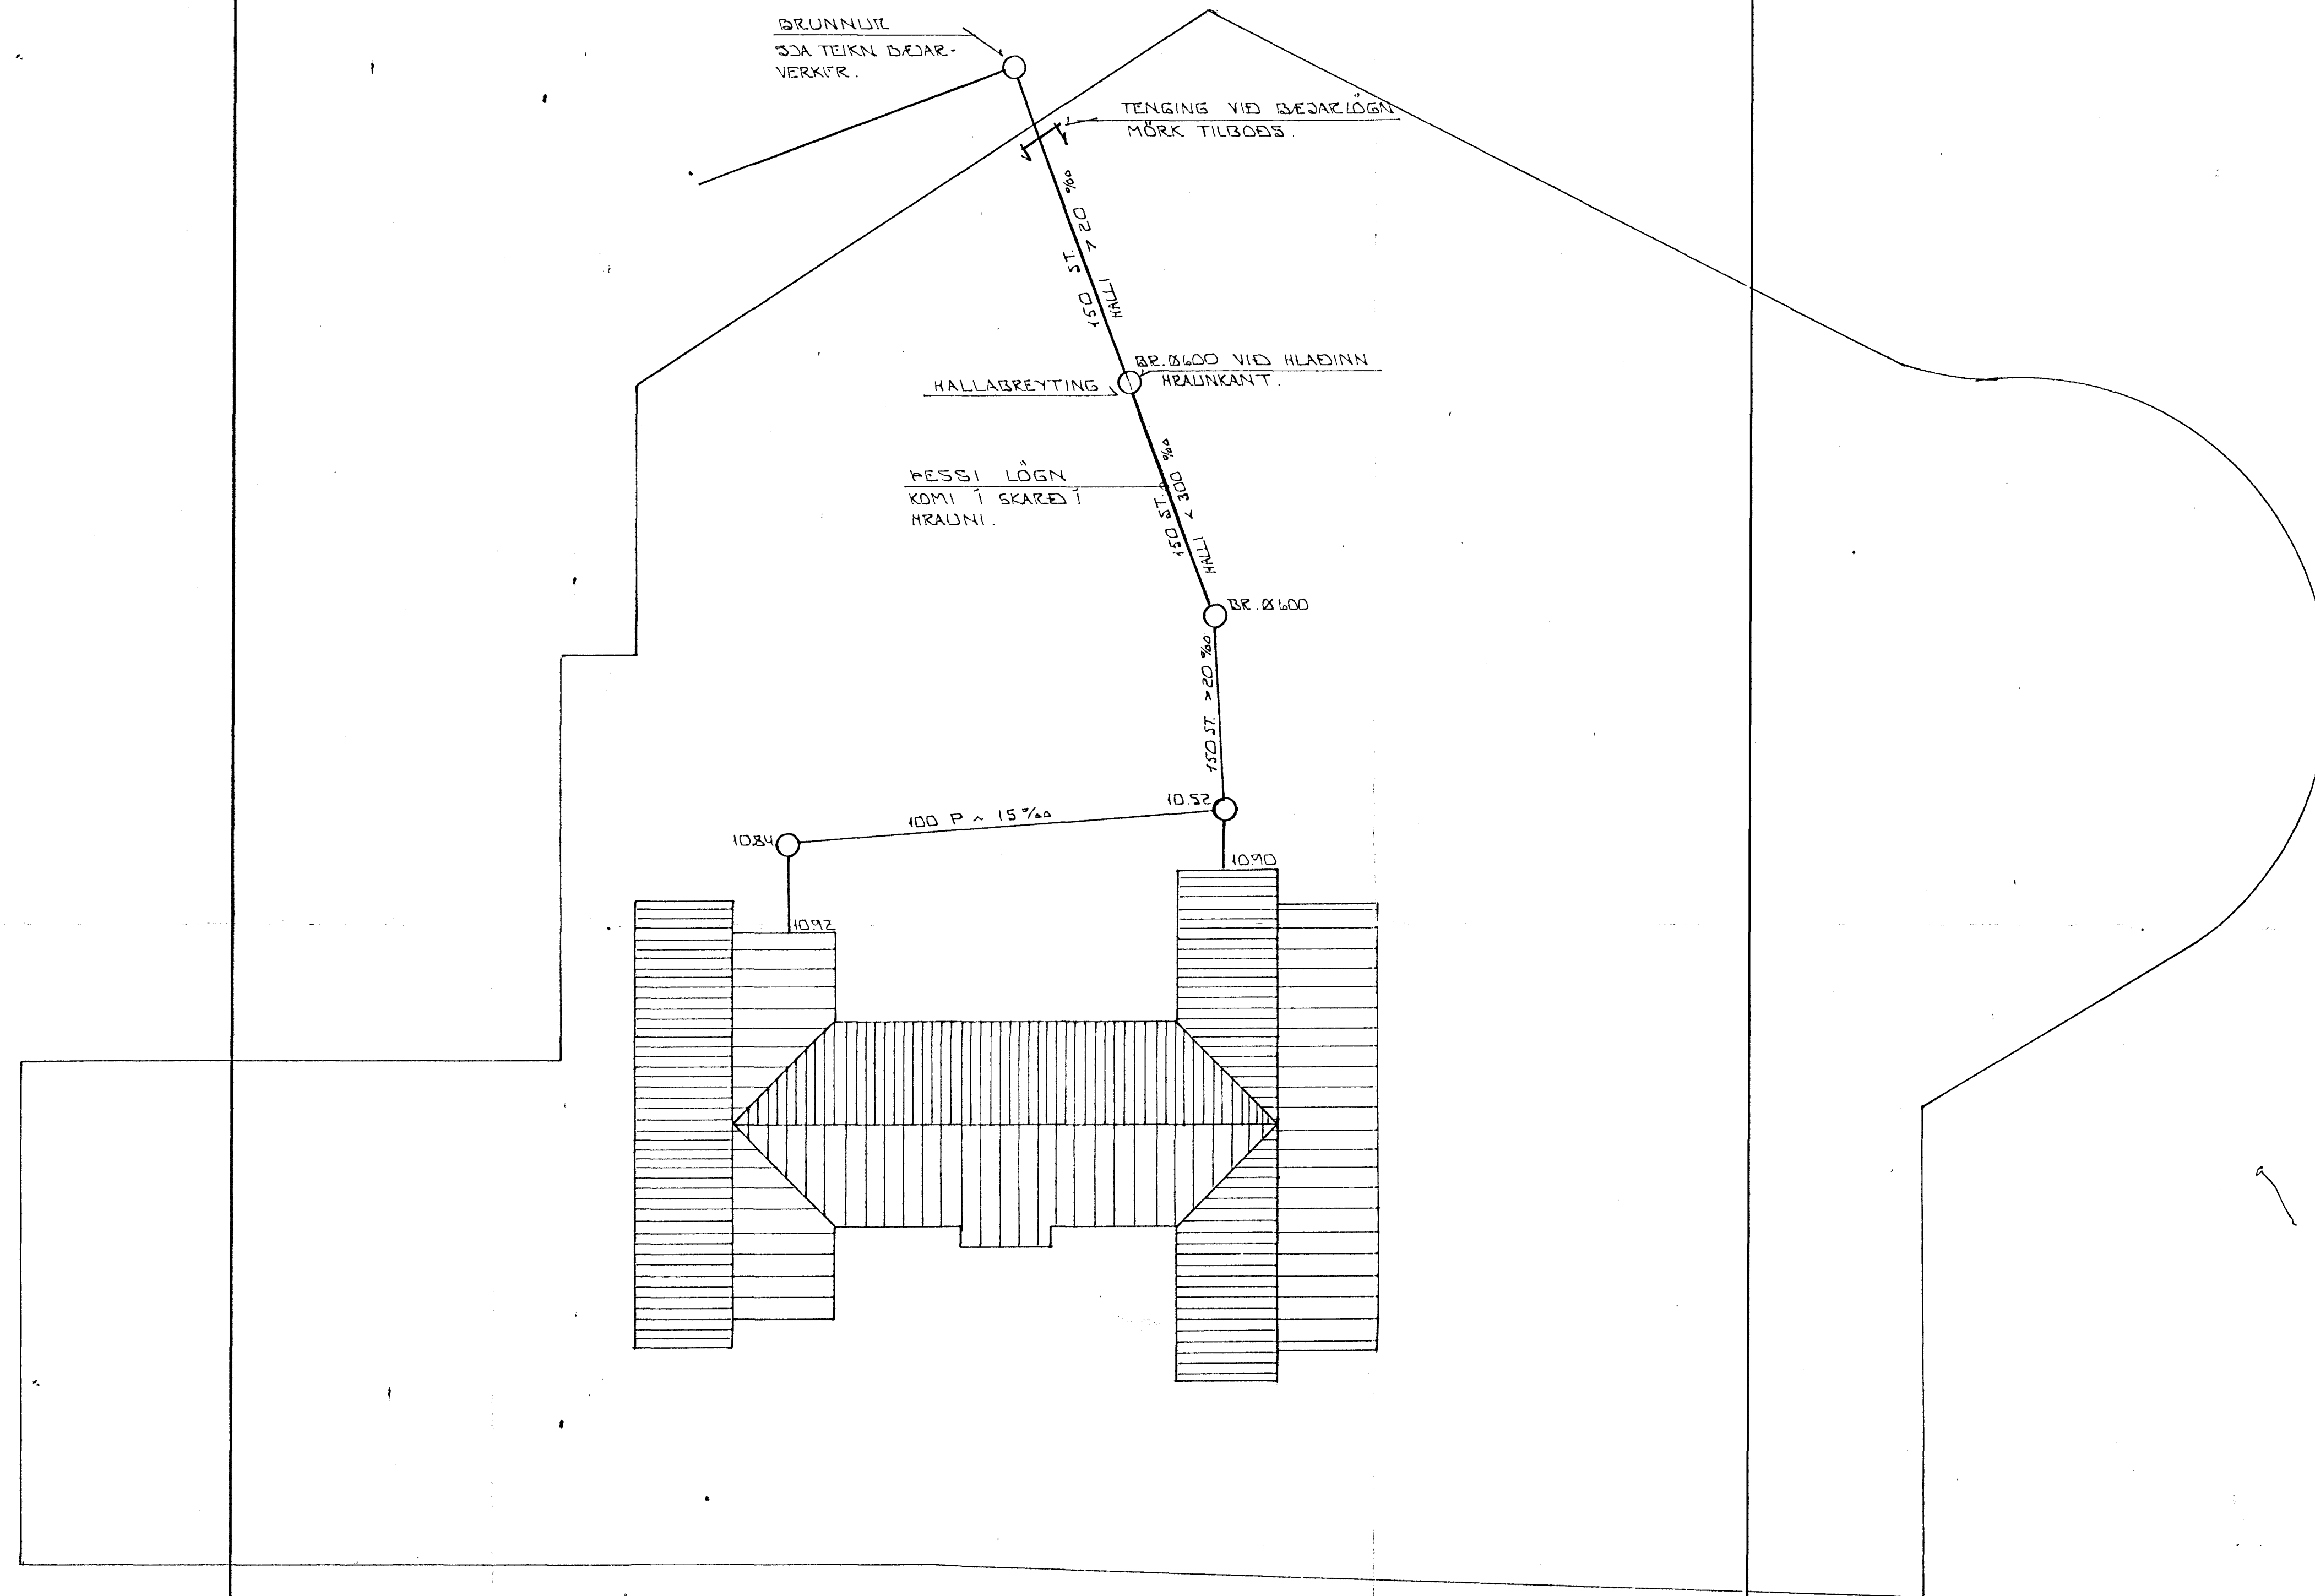 BRUNNUR
SJA TEIKN BÆJAR-
VERKFR.
TENGING VIÐ BÆJARLÖGN
MÖRK TILBOÐS.
150 ST. > 20 ‰
HALLI
BR. Ø600 VIÐ HLAÐINN
HRAUNKANT.
HALLABREYTING
ÞESSI LÖGN
KOMI Í SKARÐ Í
HRAUNI.
150 ST.
HALLI < 300 ‰
BR. Ø600
150 ST. >20 ‰
10.52
100 P ~ 15 ‰
10.84
10.90
10.92